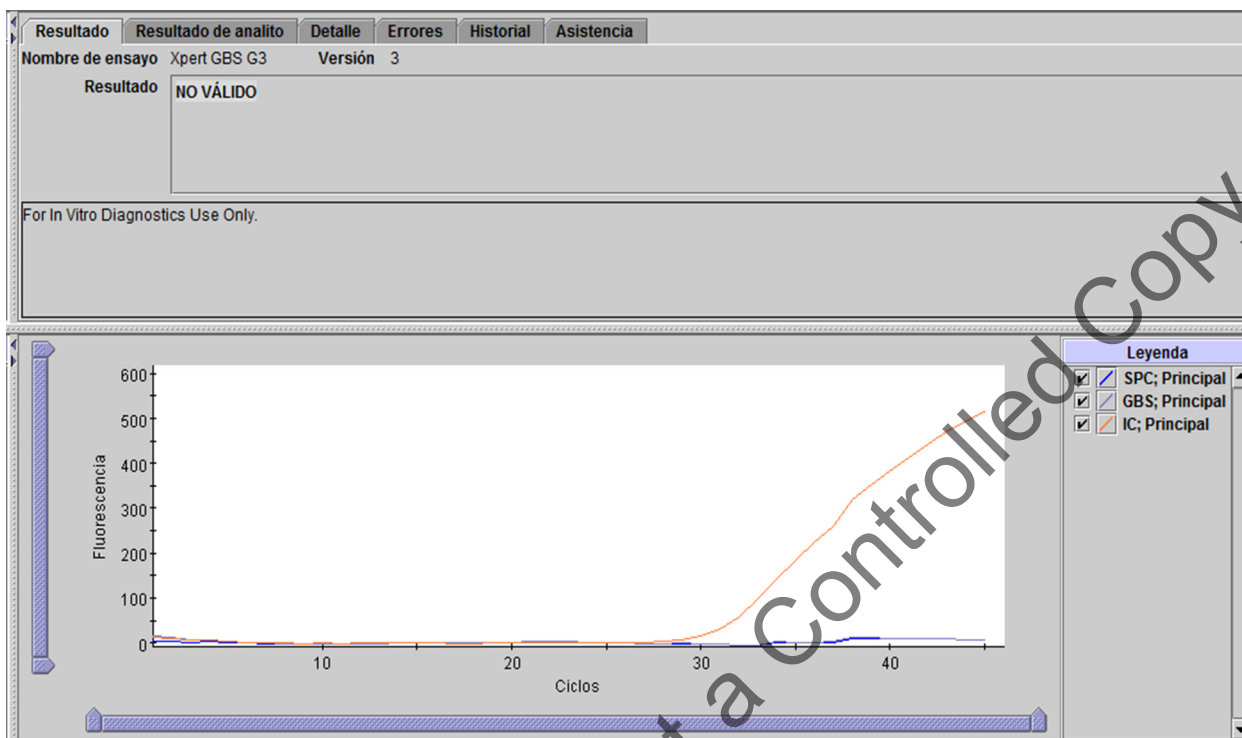 Resultado Resultado de analito Detalle Errores Historial Asistencia
Nombre de ensayo Xpert GBS G3 Versión 3
Resultado NO VÁLIDO
For In Vitro Diagnostics Use Only.
Leyenda
SPC; Principal
GBS; Principal
IC; Principal
600
500
400
300
200
100
0
Fluorescencia
10 20 30 40
Ciclos
a Controlled Copy